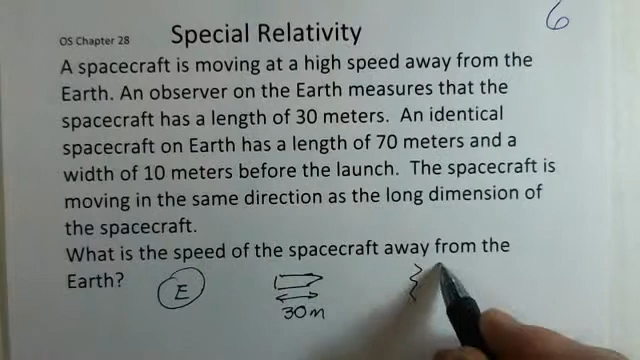 6
OS Chapter 28 Special Relativity
A spacecraft is moving at a high speed away from the
Earth. An observer on the Earth measures that the
spacecraft has a length of 30 meters. An identical
spacecraft on Earth has a length of 70 meters and a
width of 10 meters before the launch. The spacecraft is
moving in the same direction as the long dimension of
the spacecraft.
What is the speed of the spacecraft away from the
Earth?
E
30m